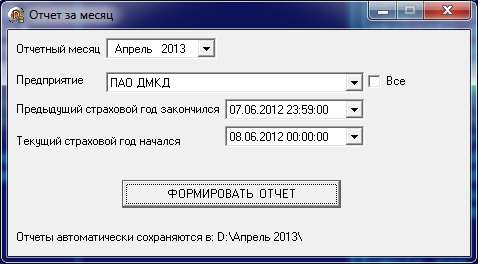 Отчет за месяц
Отчетный месяц Апрель 2013
Предприятие ПАО ДМКД Все
Предыдущий страховой год закончился 07.06.2012 23:59:00
Текущий страховой год начался 08.06.2012 00:00:00
ФОРМИРОВАТЬ ОТЧЕТ
Отчеты автоматически сохраняются в: D:\Апрель 2013\